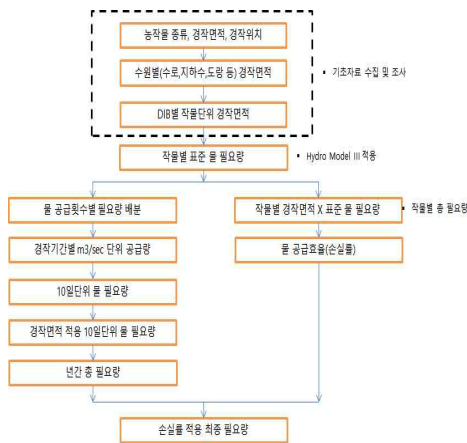 농작물 종류, 경작면적, 경작위치
수원별(수로,지하수,도랑 등) 경작면적
• 기초자료 수집 및 조사
DIB별 작물단위 경작면적
작물별 표준 물 필요량
• Hydro Model III 적용
물 공급횟수별 필요량 배분
작물별 경작면적 X 표준 물 필요량
• 작물별 총 필요량
경작기간별 m3/sec 단위 공급량
물 공급효율(손실률)
10일단위 물 필요량
경작면적 적용 10일단위 물 필요량
년간 총 필요량
손실률 적용 최종 필요량